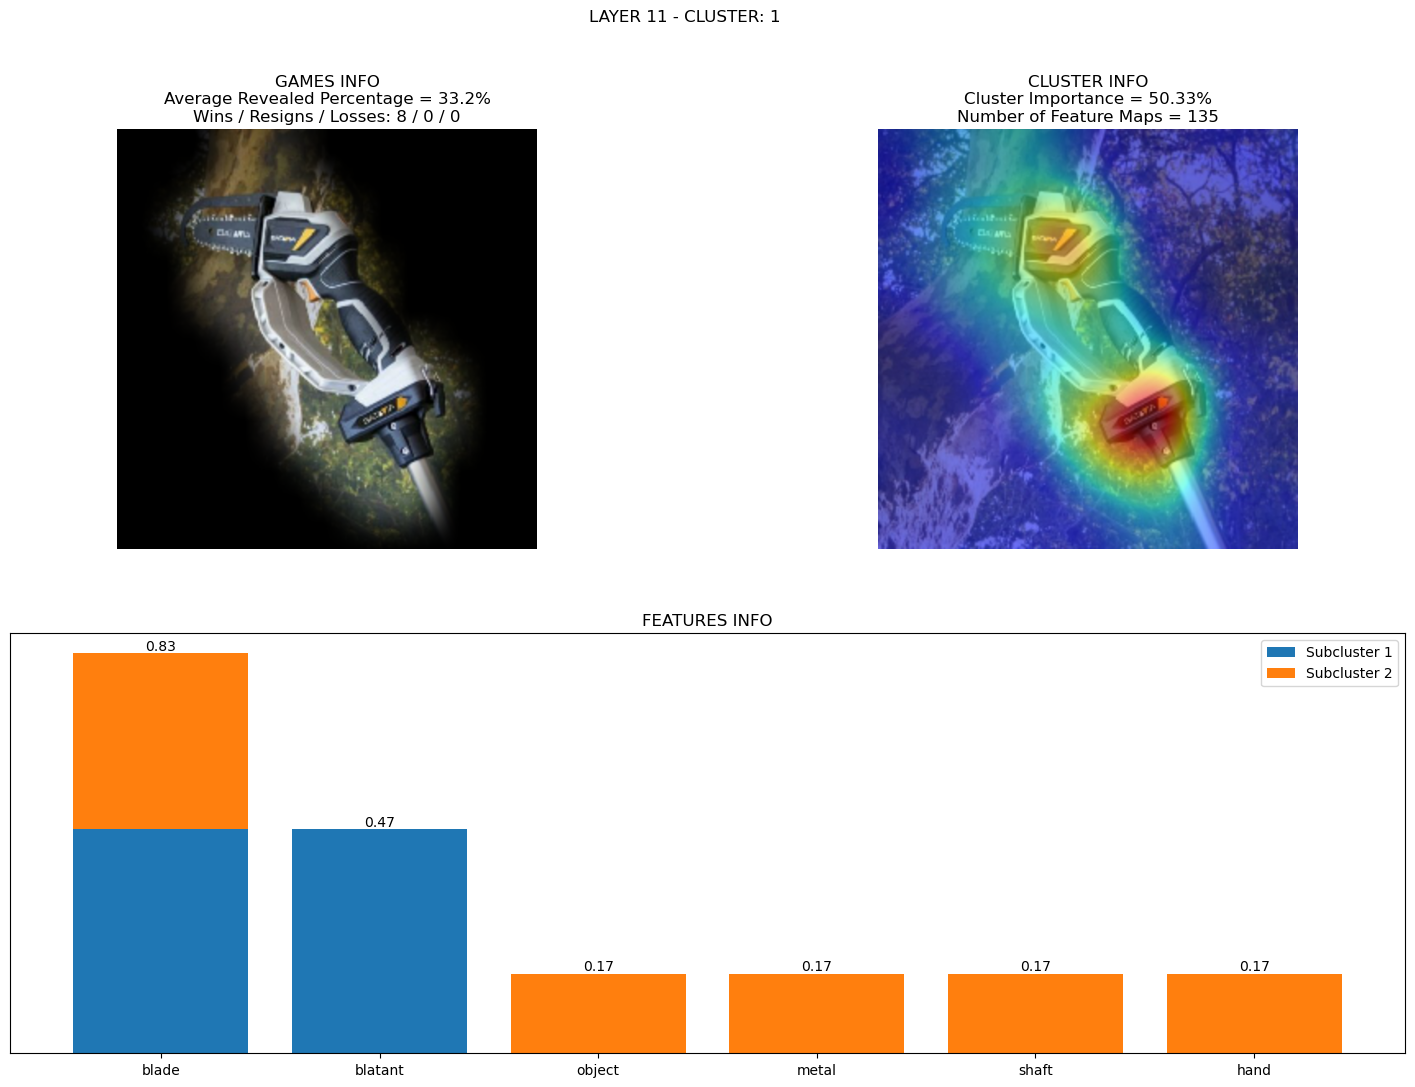 LAYER 11 - CLUSTER: 1
GAMES INFO
Average Revealed Percentage = 33.2%
Wins / Resigns / Losses: 8 / 0 / 0
CLUSTER INFO
Cluster Importance = 50.33%
Number of Feature Maps = 135
FEATURES INFO
Subcluster 1
Subcluster 2
0.83
0.47
0.17
0.17
0.17
0.17
blade
blatant
object
metal
shaft
hand